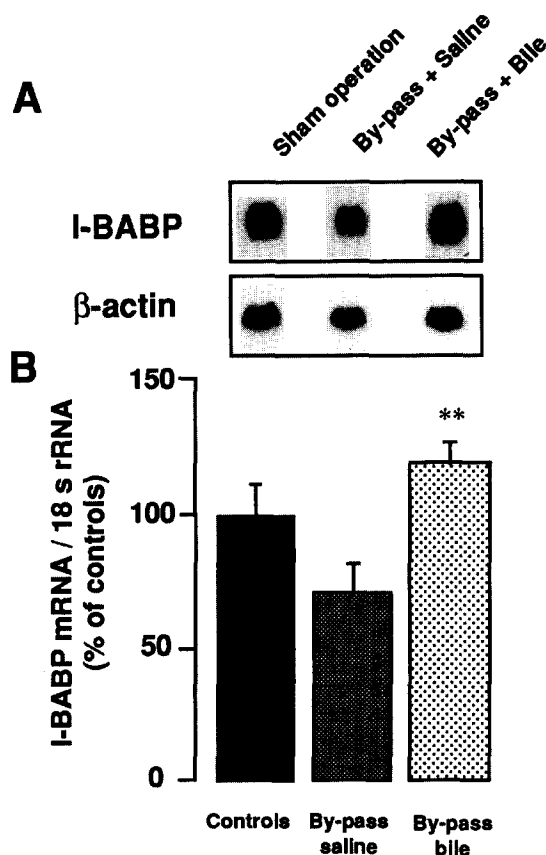 A
Sham operation
By-pass + Saline
By-pass + Bile
I-BABP
β-actin
B
I-BABP mRNA / 18 s rRNA
(% of controls)
150
100
50
0
**
Controls
By-pass
saline
By-pass
bile